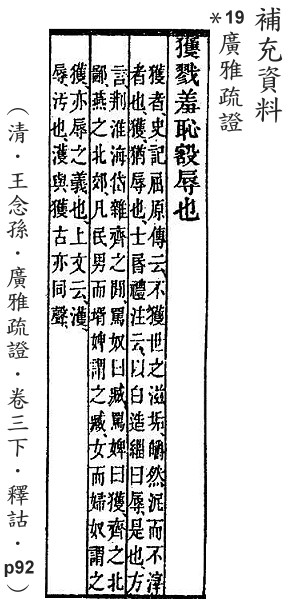 補充資料
*19 廣雅疏證
獲戮羞恥辱也
獲者、史記屈原傳云、不獲世之滋垢、皭然泥而不滓
者也、獲猶辱也、士昏禮注云、以白造緇曰辱、是也、方
言、荆淮海岱雜齊之閒、罵奴曰臧、罵婢曰獲、齊之北
鄙、燕之北郊、凡民男而壻婢謂之臧、女而婦奴謂之
獲、亦辱之義也、上文云、濩、
辱、污也、濩與獲古亦同聲、
（清．王念孫．廣雅疏證．卷三下．釋詁．p92）